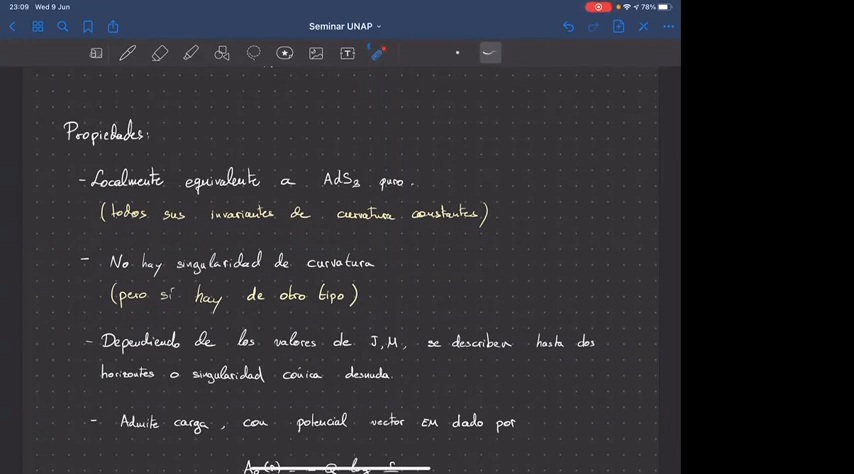 23:09 Wed 9 Jun
78%
Seminar UNAP
Propiedades:
- Localmente equivalente a AdS3 puro.
(todos sus invariantes de curvatura constantes)
- No hay singularidad de curvatura
(pero sí hay de otro tipo)
- Dependiendo de los valores de J, M, se describen hasta dos
horizontes o singularidad cónica desnuda.
- Admite carga, con potencial vector EM dado por